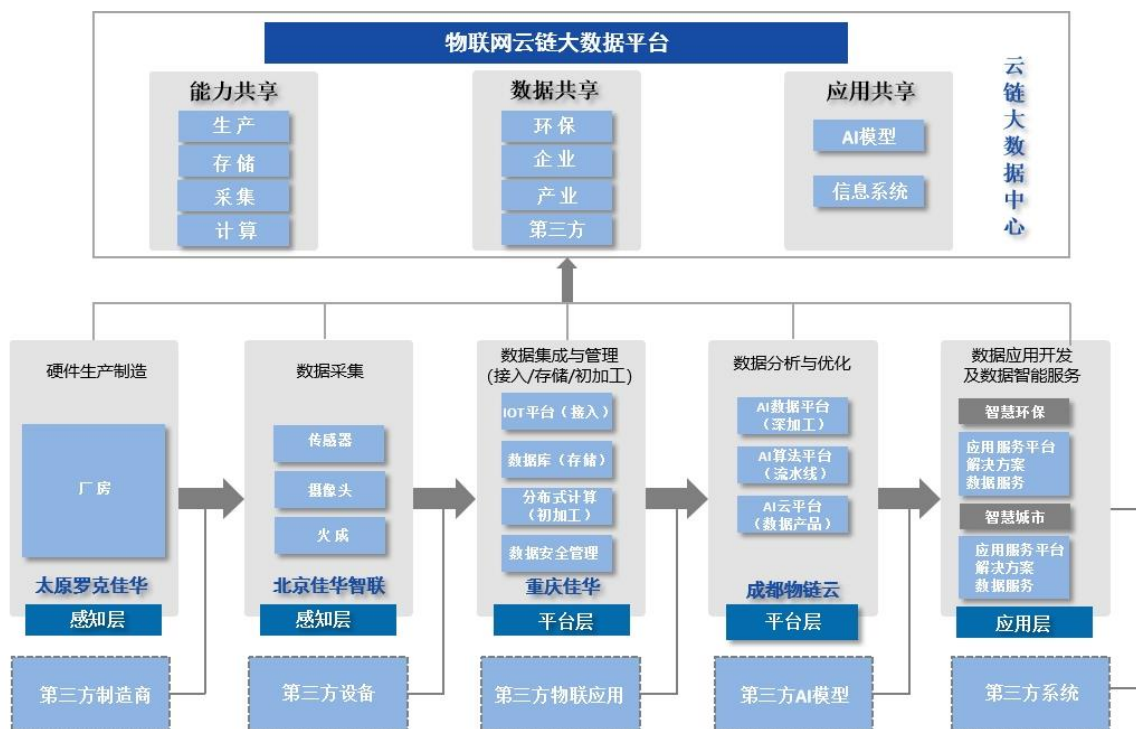 物联网云链大数据平台
云链大数据中心
能力共享
生产
存储
采集
计算
数据共享
环保
企业
产业
第三方
应用共享
AI模型
信息系统
硬件生产制造
厂房
太原罗克佳华
感知层
数据采集
传感器
摄像头
火眼
北京佳华智联
感知层
数据集成与管理
(接入/存储/初加工)
IOT平台（接入）
数据库（存储）
分布式计算
（初加工）
数据安全管理
重庆佳华
平台层
数据分析与优化
AI数据平台
（深加工）
AI算法平台
（流水线）
AI云平台
（数据产品）
成都物链云
平台层
数据应用开发
及数据智能服务
智慧环保
应用服务平台
解决方案
数据服务
智慧城市
应用服务平台
解决方案
数据服务
应用层
第三方制造商
第三方设备
第三方物联应用
第三方AI模型
第三方系统